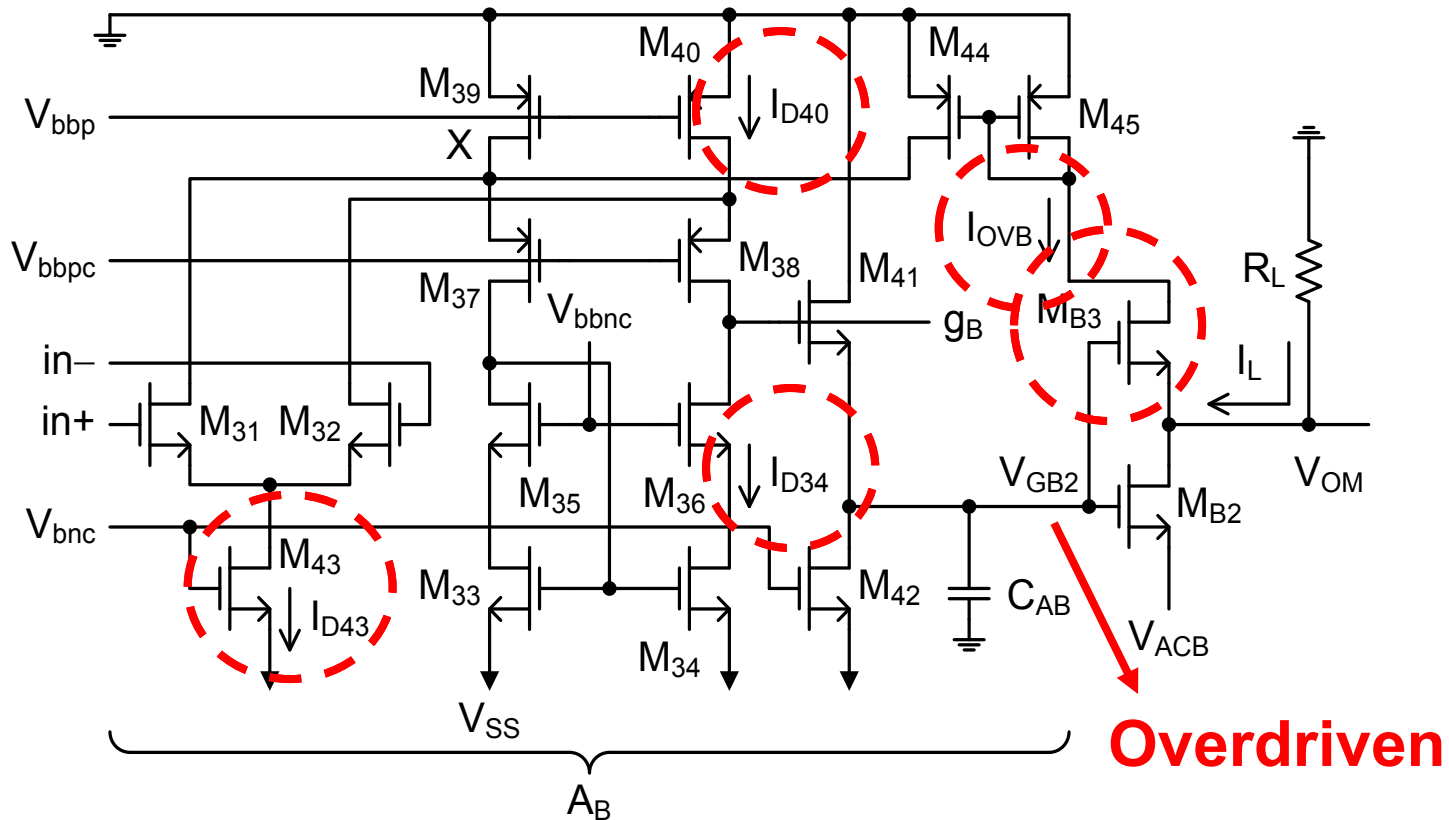 M40
M44
M39
ID40
Vbbp
M45
X
IOVB
Vbbpc
M38
M41
RL
M37
Vbbnc
MB3
gB
in−
IL
in+
M31
M32
ID34
VGB2
VOM
M35
M36
MB2
Vbnc
M43
M33
M42
CAB
ID43
M34
VACB
VSS
Overdriven
AB